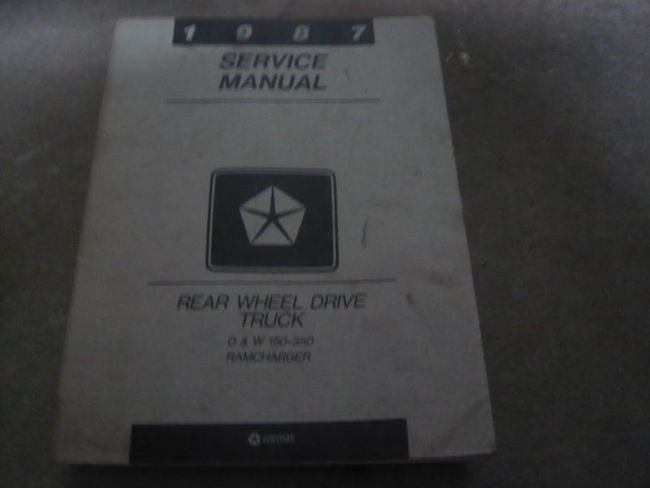 1987
SERVICE
MANUAL
REAR WHEEL DRIVE
TRUCK
D & W 150-350
RAMCHARGER